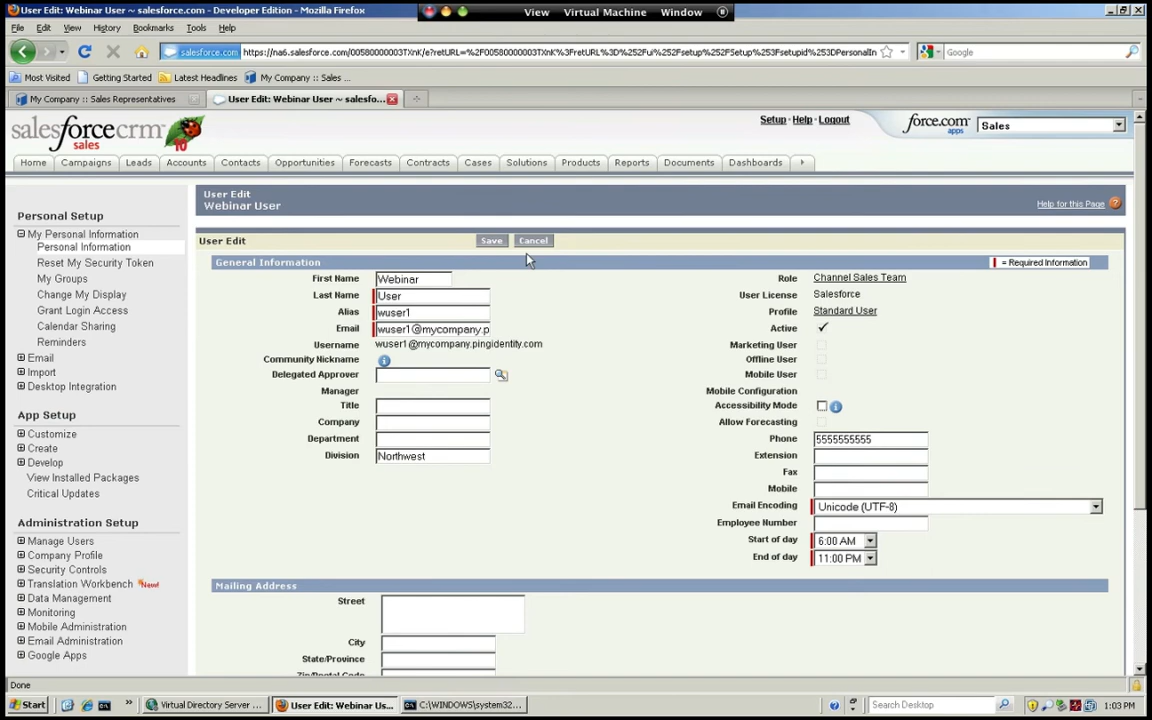 User Edit: Webinar User ~ salesforce.com - Developer Edition - Mozilla Firefox
View Virtual Machine Window
File Edit View History Bookmarks Tools Help
salesforce.com https://na6.salesforce.com/00580000003TXnK/e?retURL=%2F00580000003TXnK%3FretURL%3D%252Fui%252Fsetup%252FSetup%253Fsetupid%253DPersonalIn
Google
Most Visited Getting Started Latest Headlines My Company :: Sales ...
My Company :: Sales Representatives
User Edit: Webinar User ~ salesfo...
salesforcecrm
sales
10
Setup · Help · Logout
force.com
apps
Sales
Home Campaigns Leads Accounts Contacts Opportunities Forecasts Contracts Cases Solutions Products Reports Documents Dashboards
Personal Setup
My Personal Information
Personal Information
Reset My Security Token
My Groups
Change My Display
Grant Login Access
Calendar Sharing
Reminders
Email
Import
Desktop Integration
App Setup
Customize
Create
Develop
View Installed Packages
Critical Updates
Administration Setup
Manage Users
Company Profile
Security Controls
Translation Workbench New!
Data Management
Monitoring
Mobile Administration
Email Administration
Google Apps
User Edit
Webinar User
Help for this Page
User Edit
Save Cancel
General Information
= Required Information
First Name Webinar
Last Name User
Alias wuser1
Email wuser1@mycompany.p
Username wuser1@mycompany.pingidentity.com
Community Nickname
Delegated Approver
Manager
Title
Company
Department
Division Northwest
Role Channel Sales Team
User License Salesforce
Profile Standard User
Active
Marketing User
Offline User
Mobile User
Mobile Configuration
Accessibility Mode
Allow Forecasting
Phone 5555555555
Extension
Fax
Mobile
Email Encoding Unicode (UTF-8)
Employee Number
Start of day 6:00 AM
End of day 11:00 PM
Mailing Address
Street
City
State/Province
Zip/Postal Code
Done
Start
Virtual Directory Server ...
User Edit: Webinar Us...
C:\WINDOWS\system32...
Search Desktop
1:03 PM